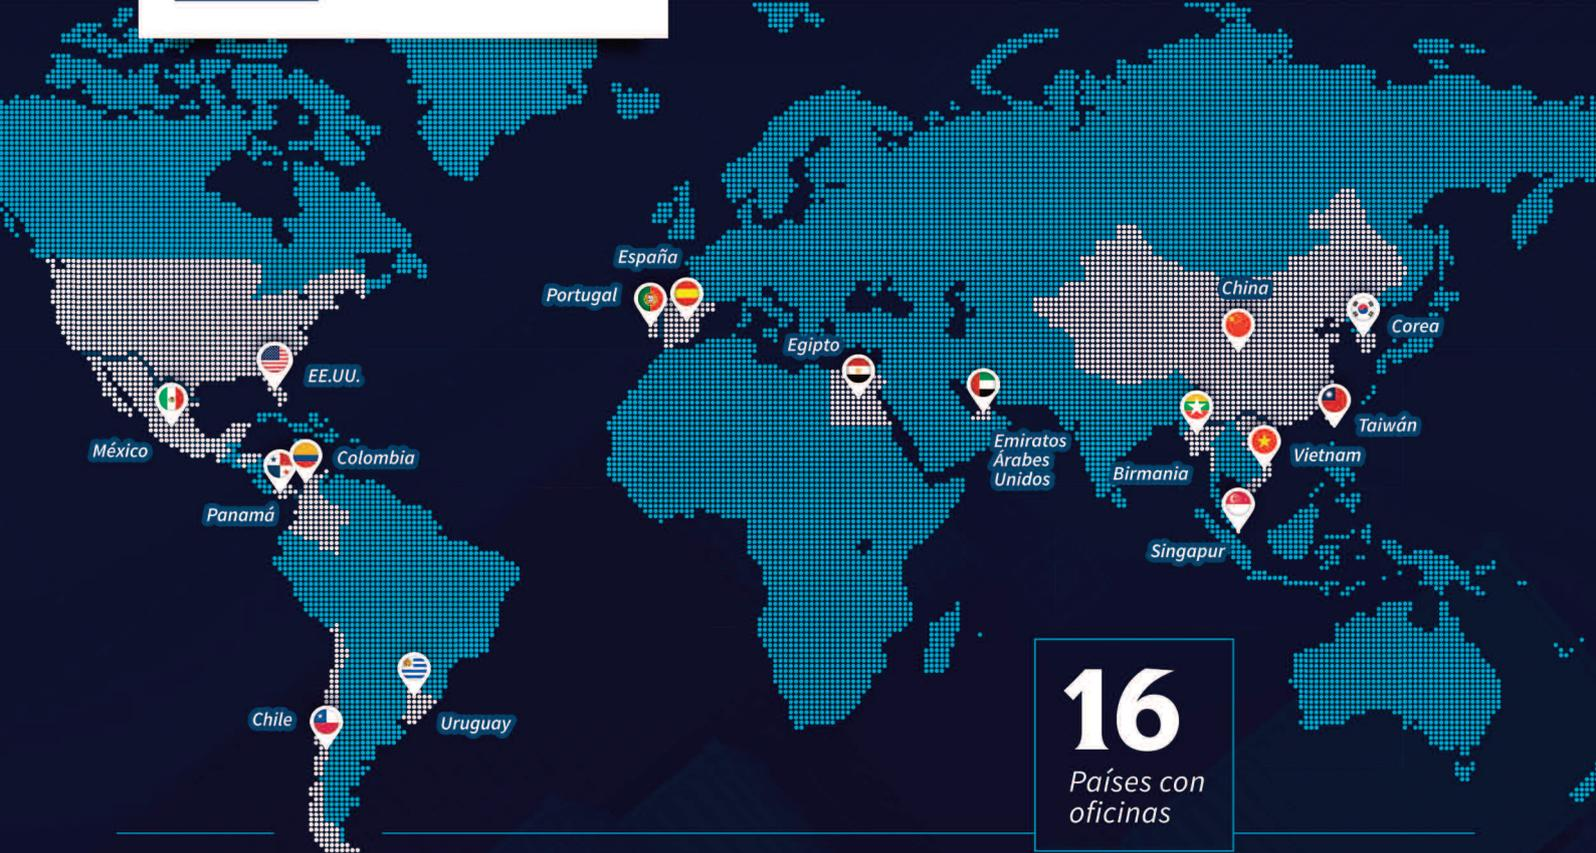 España
Portugal
China
Corea
Egipto
EE.UU.
México
Colombia
Taiwán
Emiratos
Árabes
Unidos
Vietnam
Birmania
Panamá
Singapur
Chile
Uruguay
16
Países con
oficinas